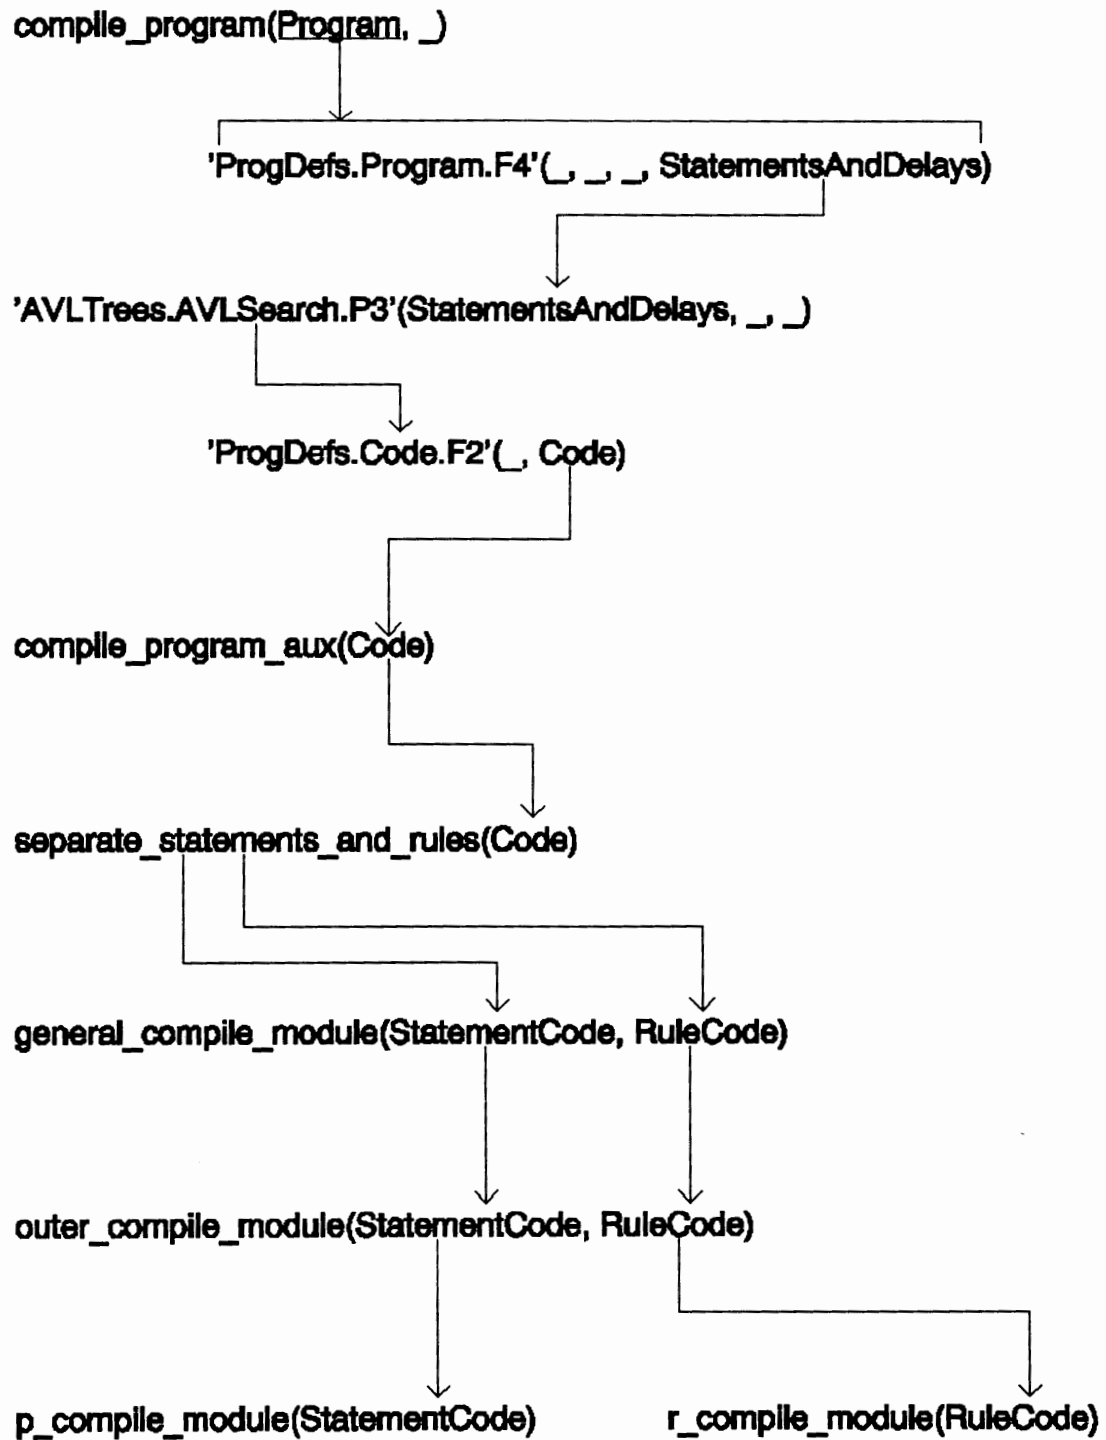 compile_program(Program, _)
'ProgDefs.Program.F4'(_, _, _, StatementsAndDelays)
'AVLTrees.AVLSearch.P3'(StatementsAndDelays, _, _)
'ProgDefs.Code.F2'(_, Code)
compile_program_aux(Code)
separate_statements_and_rules(Code)
general_compile_module(StatementCode, RuleCode)
outer_compile_module(StatementCode, RuleCode)
p_compile_module(StatementCode) r_compile_module(RuleCode)